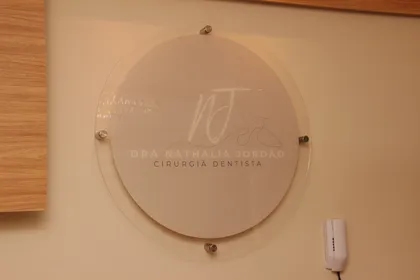 NJ
DRA NATHALIA JORDÃO
CIRURGIÃ DENTISTA